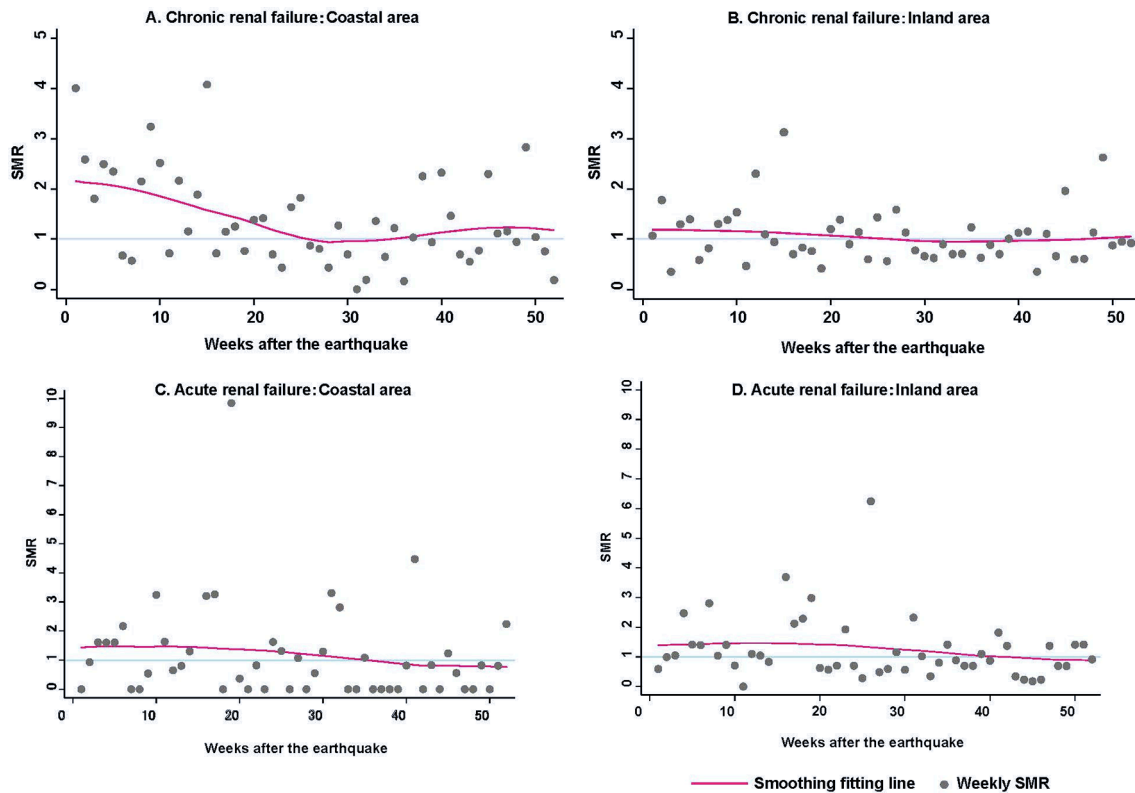 A. Chronic renal failure:Coastal area
5
4
3
2
1
0
SMR
0 10 20 30 40 50
Weeks after the earthquake
B. Chronic renal failure:Inland area
5
4
3
2
1
0
SMR
0 10 20 30 40 50
Weeks after the earthquake
C. Acute renal failure:Coastal area
10
9
8
7
6
5
4
3
2
1
0
SMR
0 10 20 30 40 50
Weeks after the earthquake
D. Acute renal failure:Inland area
10
9
8
7
6
5
4
3
2
1
0
SMR
0 10 20 30 40 50
Weeks after the earthquake
Smoothing fitting line Weekly SMR